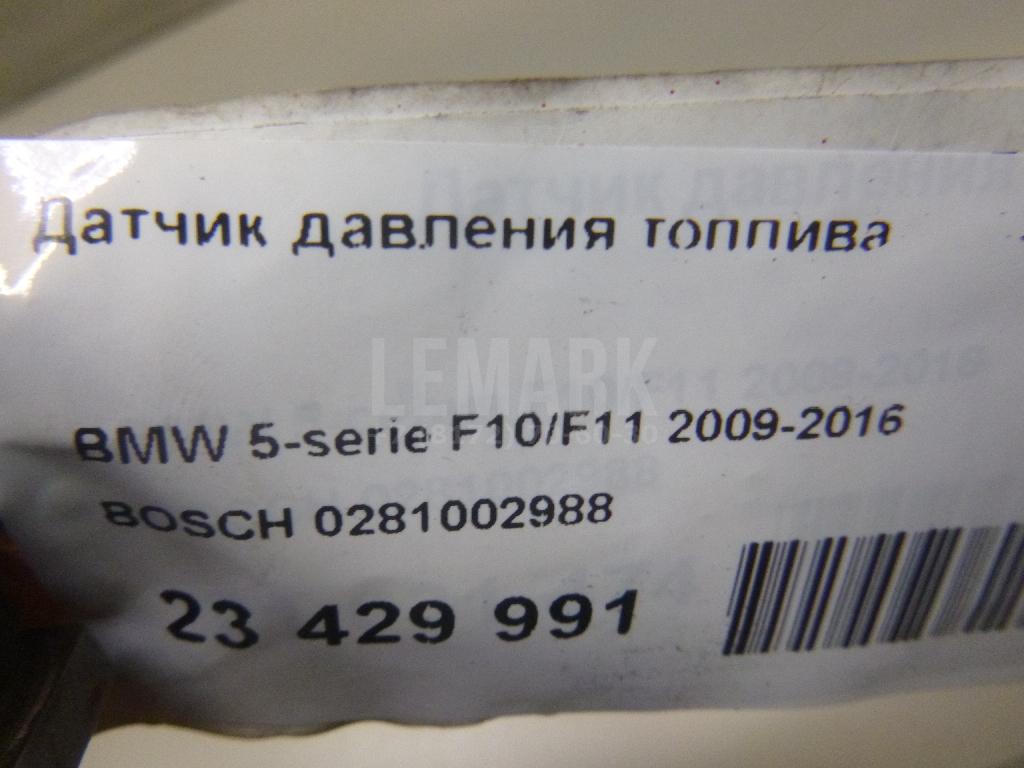 Датчик давления топлива
LEMARK
BMW 5-serie F10/F11 2009-2016
BOSCH 0281002988
23 429 991